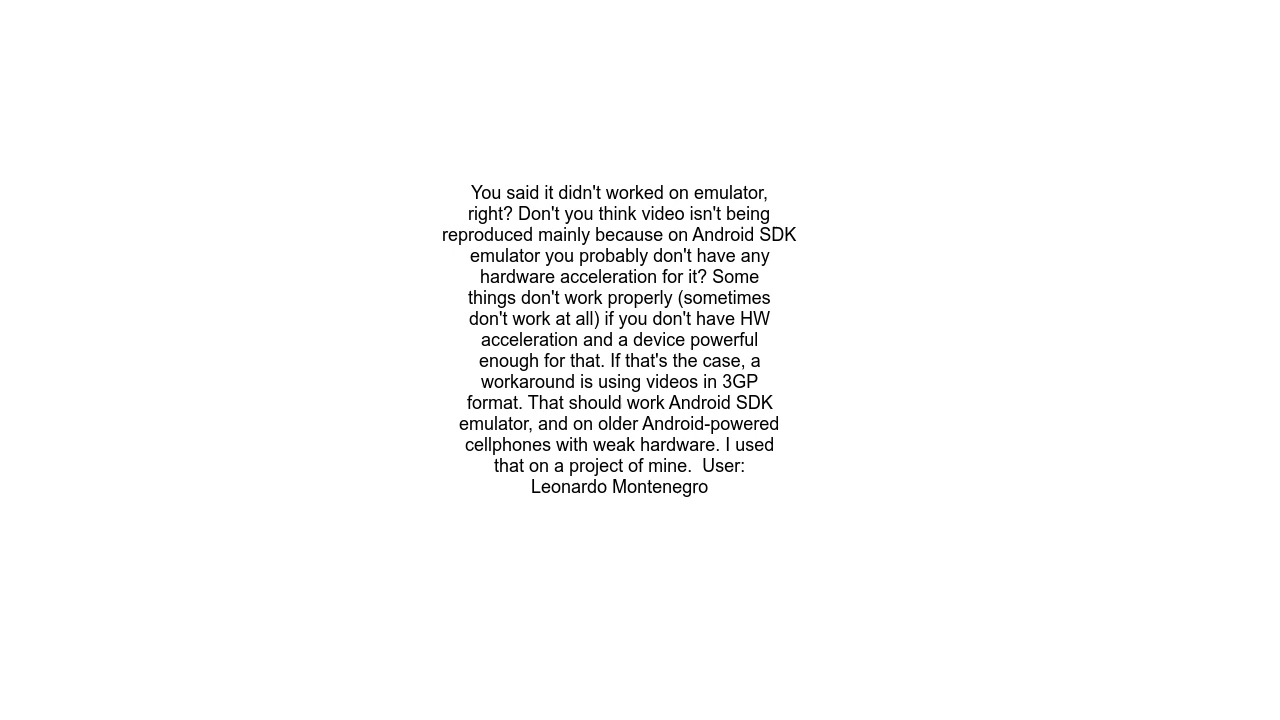 You said it didn't worked on emulator,
right? Don't you think video isn't being
reproduced mainly because on Android SDK
emulator you probably don't have any
hardware acceleration for it? Some
things don't work properly (sometimes
don't work at all) if you don't have HW
acceleration and a device powerful
enough for that. If that's the case, a
workaround is using videos in 3GP
format. That should work Android SDK
emulator, and on older Android-powered
cellphones with weak hardware. I used
that on a project of mine.  User:
Leonardo Montenegro